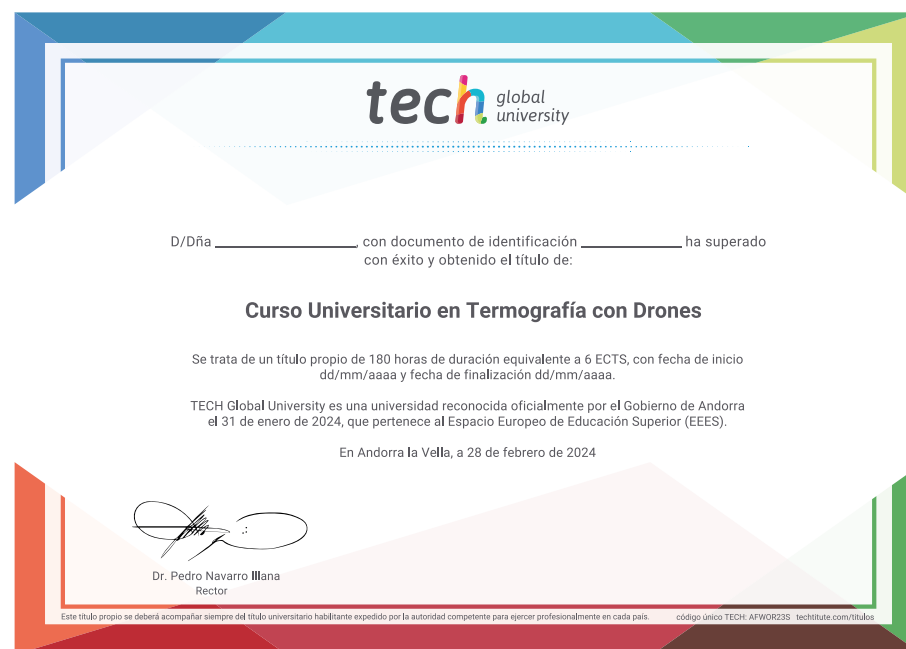 tech global university
D/Dña ______________, con documento de identificación __________ ha superado
con éxito y obtenido el título de:
Curso Universitario en Termografía con Drones
Se trata de un título propio de 180 horas de duración equivalente a 6 ECTS, con fecha de inicio
dd/mm/aaaa y fecha de finalización dd/mm/aaaa.
TECH Global University es una universidad reconocida oficialmente por el Gobierno de Andorra
el 31 de enero de 2024, que pertenece al Espacio Europeo de Educación Superior (EEES).
En Andorra la Vella, a 28 de febrero de 2024
Dr. Pedro Navarro Illana
Rector
Este título propio se deberá acompañar siempre del título universitario habilitante expedido por la autoridad competente para ejercer profesionalmente en cada país. código único TECH: AFWOR23S techtitute.com/titulos